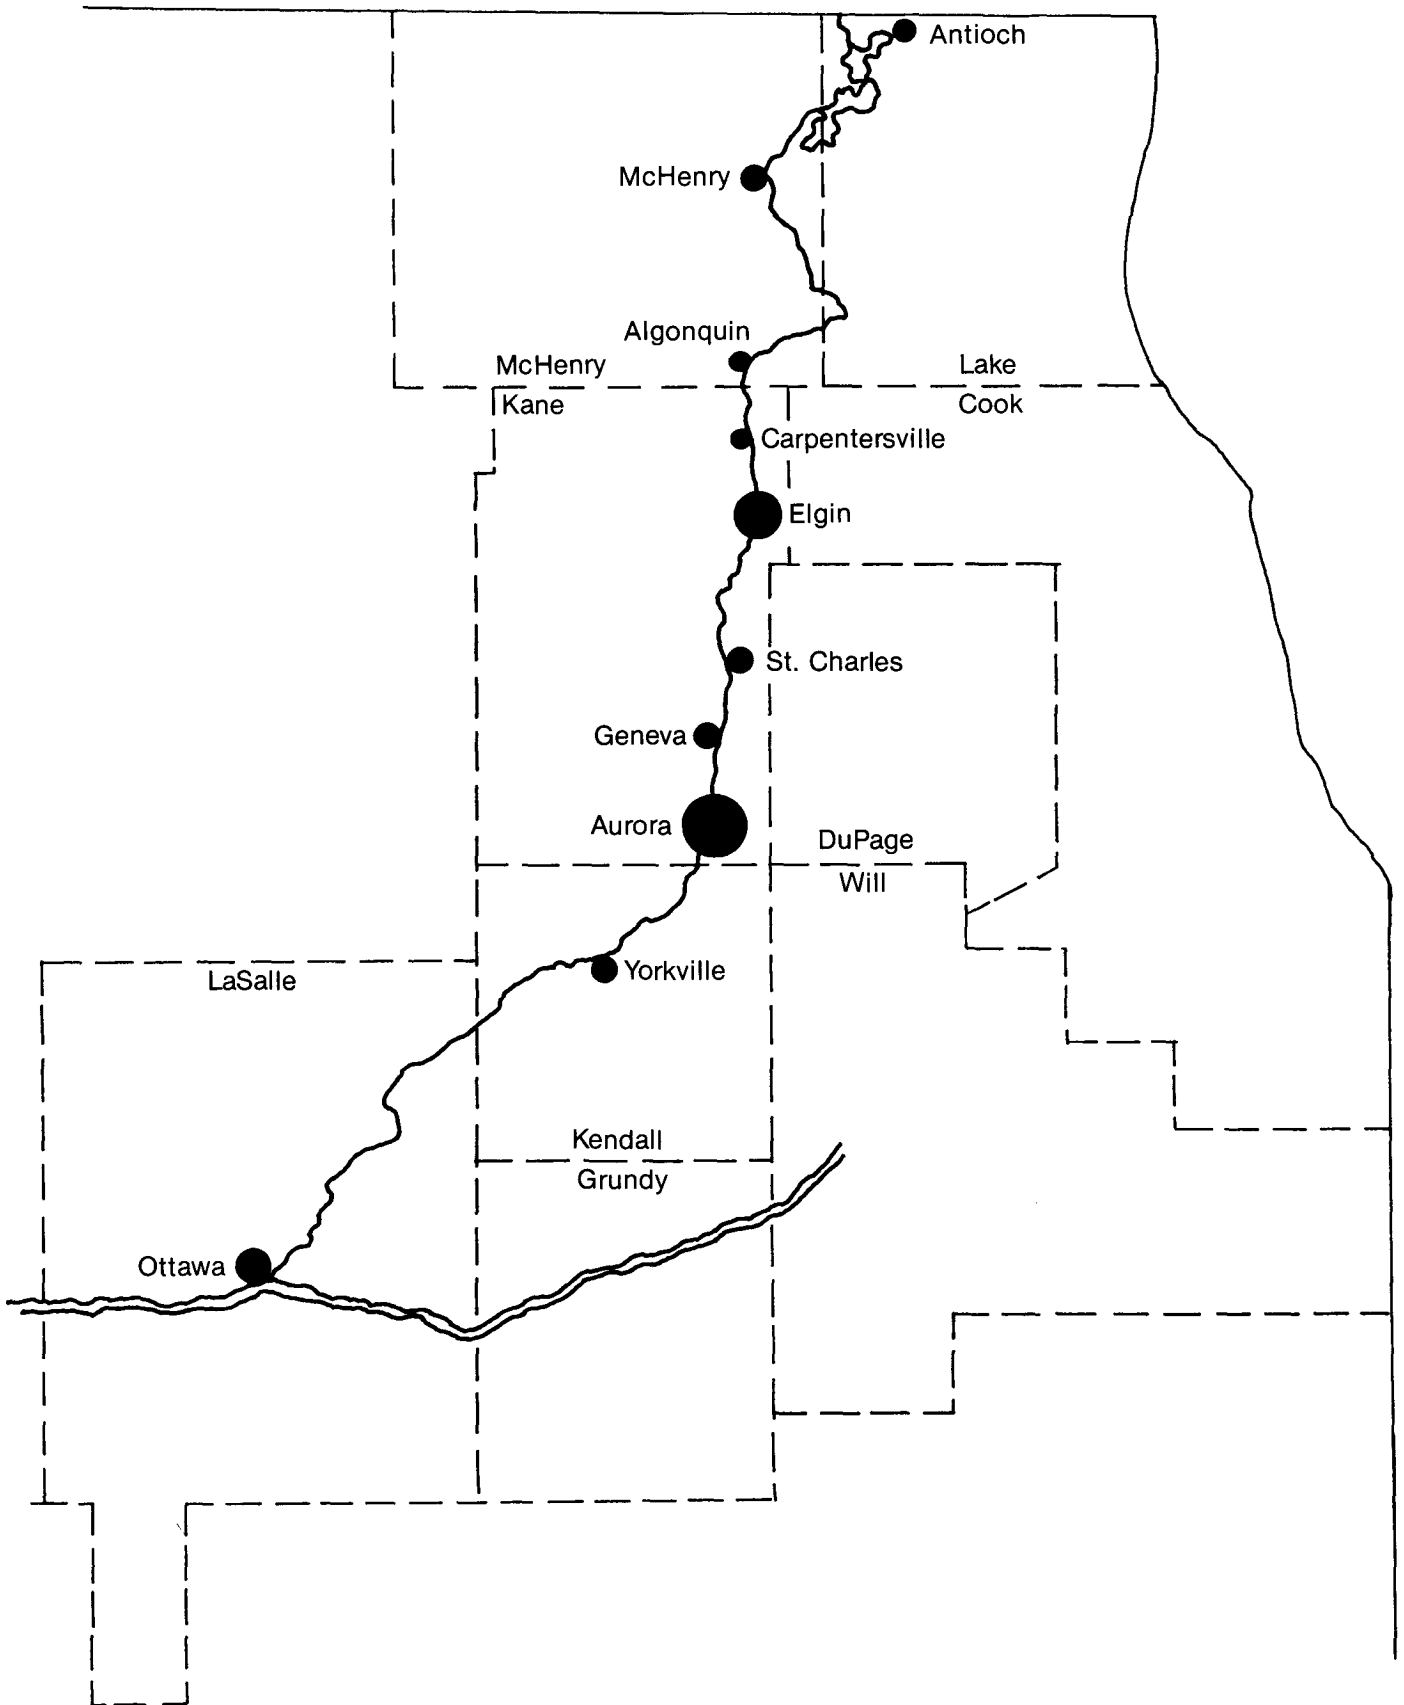 Antioch
McHenry
Algonquin
McHenry
Lake
Kane
Cook
Carpentersville
Elgin
St. Charles
Geneva
Aurora
DuPage
Will
Yorkville
LaSalle
Kendall
Grundy
Ottawa